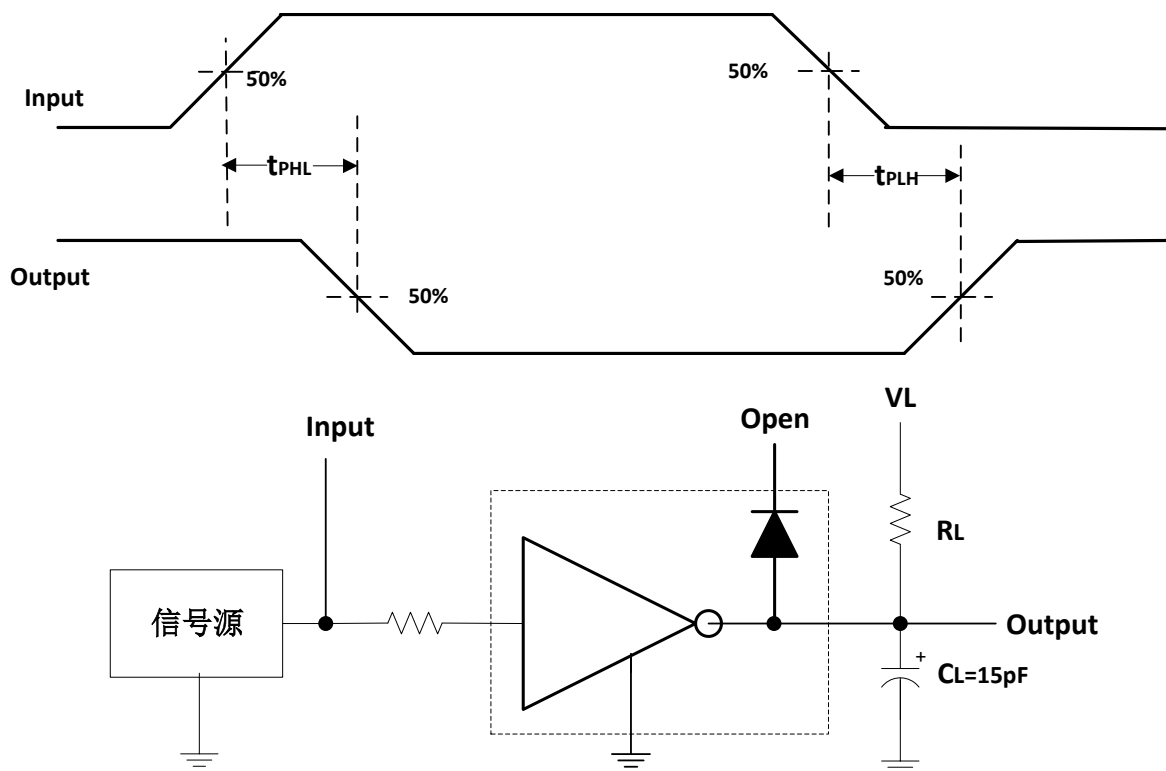 50%
50%
Input
tPHL
tPLH
Output
50%
50%
VL
Input
Open
RL
信号源
Output
+
CL=15pF